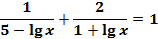 1/(5 − lg x) + 2/(1 + lg x) = 1